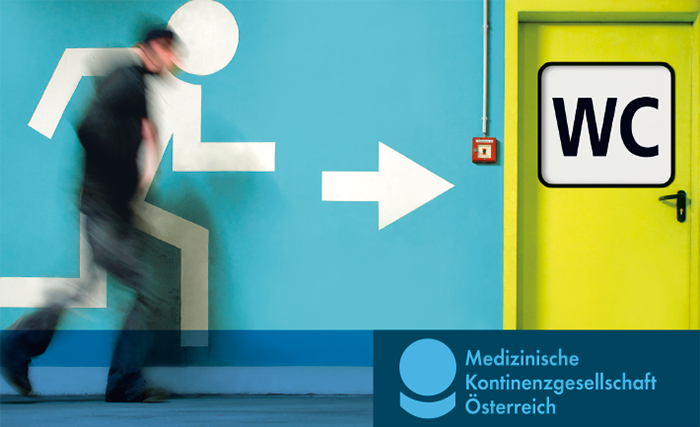 WC
Medizinische
Kontinenzgesellschaft
Österreich